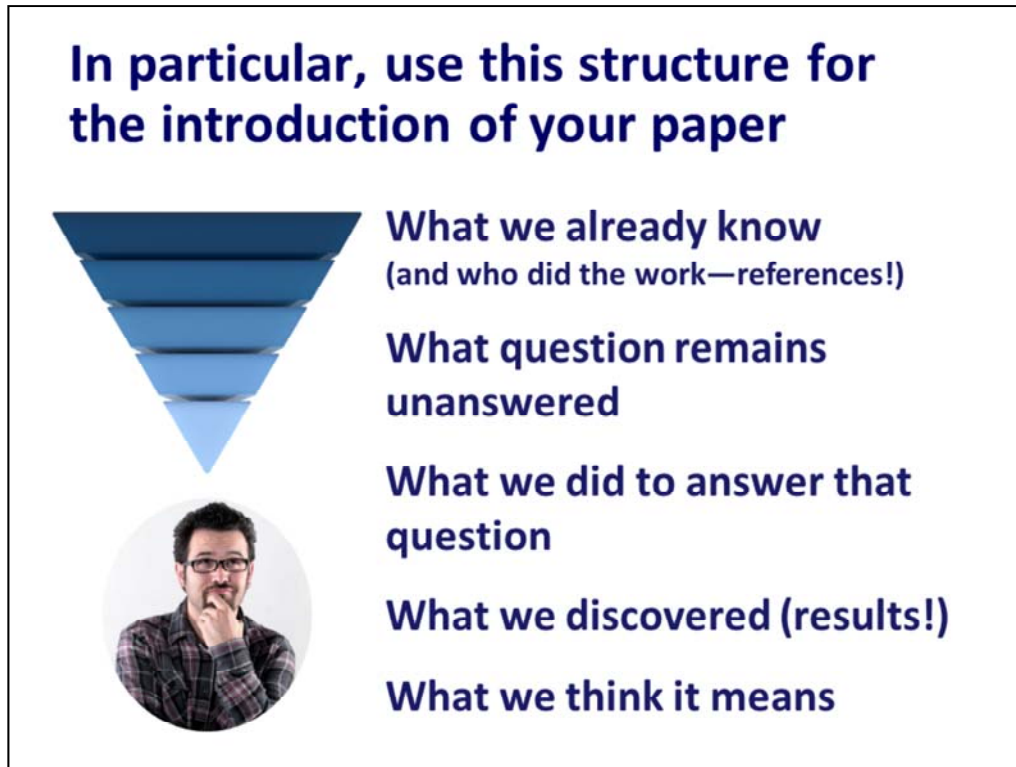 In particular, use this structure for
the introduction of your paper
What we already know
(and who did the work—references!)
What question remains
unanswered
What we did to answer that
question
What we discovered (results!)
What we think it means